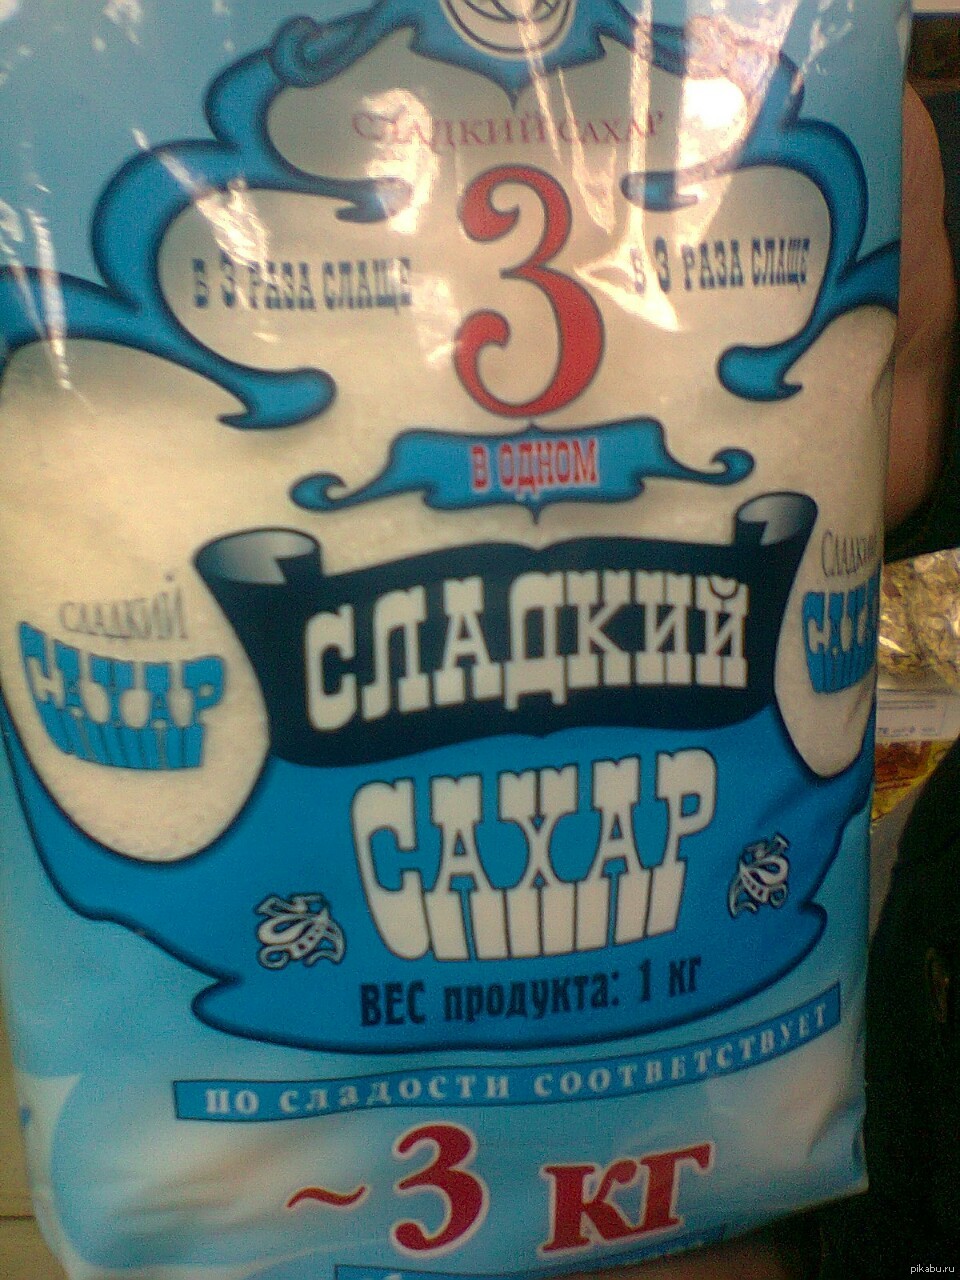 СЛАДКИЙ САХАР
3
В 3 РАЗА СЛАЩЕ
В 3 РАЗА СЛАЩЕ
В ОДНОМ
СЛАДКИЙ
САХАР
СЛАДКИЙ
САХАР
СЛАДКИЙ
САХАР
ВЕС продукта: 1 кг
ПО СЛАДОСТИ СООТВЕТСТВУЕТ
~3 КГ
pikabu.ru